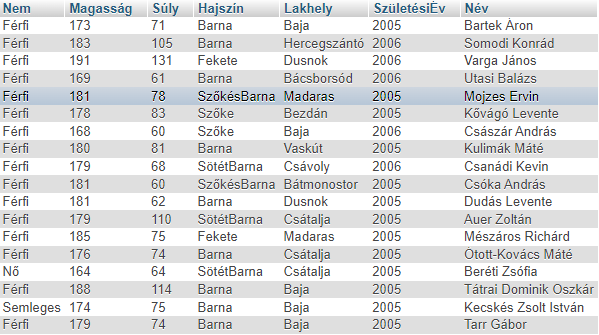 Nem Magasság Súly Hajszín Lakhely SzületésiÉv Név
Férfi 173 71 Barna Baja 2005 Bartek Áron
Férfi 183 105 Barna Hercegszántó 2006 Somodi Konrád
Férfi 191 131 Fekete Dusnok 2006 Varga János
Férfi 169 61 Barna Bácsborsód 2006 Utasi Balázs
Férfi 181 78 SzőkésBarna Madaras 2005 Mojzes Ervin
Férfi 178 83 Szőke Bezdán 2005 Kővágó Levente
Férfi 168 60 Szőke Baja 2006 Császár András
Férfi 180 81 Barna Vaskút 2005 Kulimák Máté
Férfi 179 68 SötétBarna Csávoly 2006 Csanádi Kevin
Férfi 181 60 SzőkésBarna Bátmonostor 2005 Csóka András
Férfi 181 62 Barna Dusnok 2005 Dudás Levente
Férfi 179 110 SötétBarna Csátalja 2005 Auer Zoltán
Férfi 185 75 Fekete Madaras 2005 Mészáros Richárd
Férfi 176 74 Barna Csátalja 2005 Ótott-Kovács Máté
Nő 164 64 SötétBarna Csátalja 2005 Beréti Zsófia
Férfi 188 114 Barna Baja 2005 Tátrai Dominik Oszkár
Semleges 174 75 Barna Baja 2005 Kecskés Zsolt István
Férfi 179 74 Barna Baja 2005 Tarr Gábor